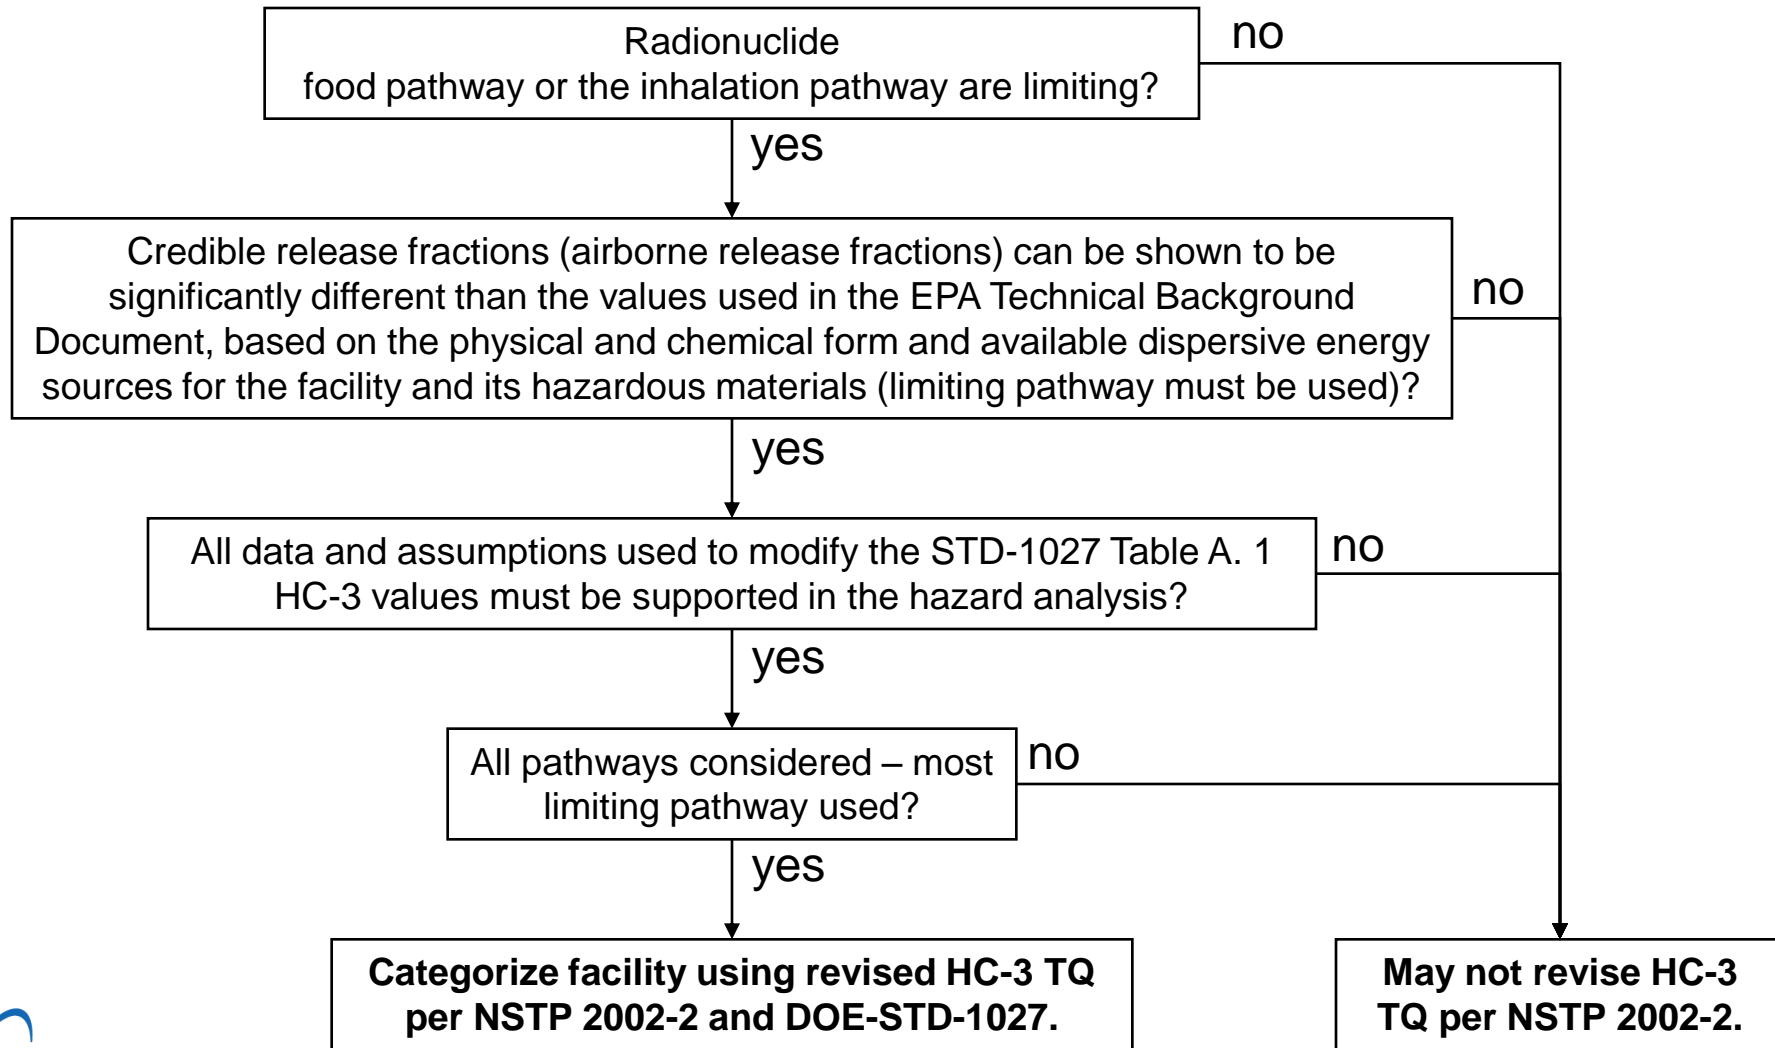 Radionuclide
food pathway or the inhalation pathway are limiting?
no
yes
Credible release fractions (airborne release fractions) can be shown to be
significantly different than the values used in the EPA Technical Background
Document, based on the physical and chemical form and available dispersive energy
sources for the facility and its hazardous materials (limiting pathway must be used)?
no
yes
All data and assumptions used to modify the STD-1027 Table A. 1
HC-3 values must be supported in the hazard analysis?
no
yes
All pathways considered – most
limiting pathway used?
no
yes
Categorize facility using revised HC-3 TQ
per NSTP 2002-2 and DOE-STD-1027.
May not revise HC-3
TQ per NSTP 2002-2.